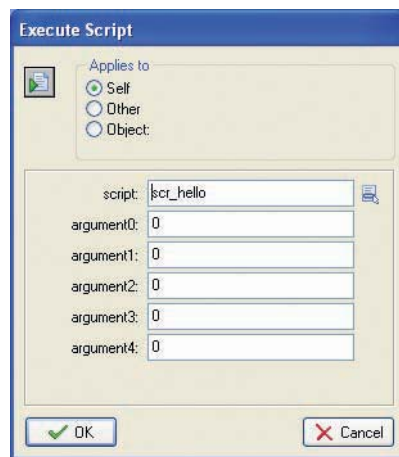 Execute Script
Applies to
Self
Other
Object:
script: scr_hello
argument0: 0
argument1: 0
argument2: 0
argument3: 0
argument4: 0
OK Cancel